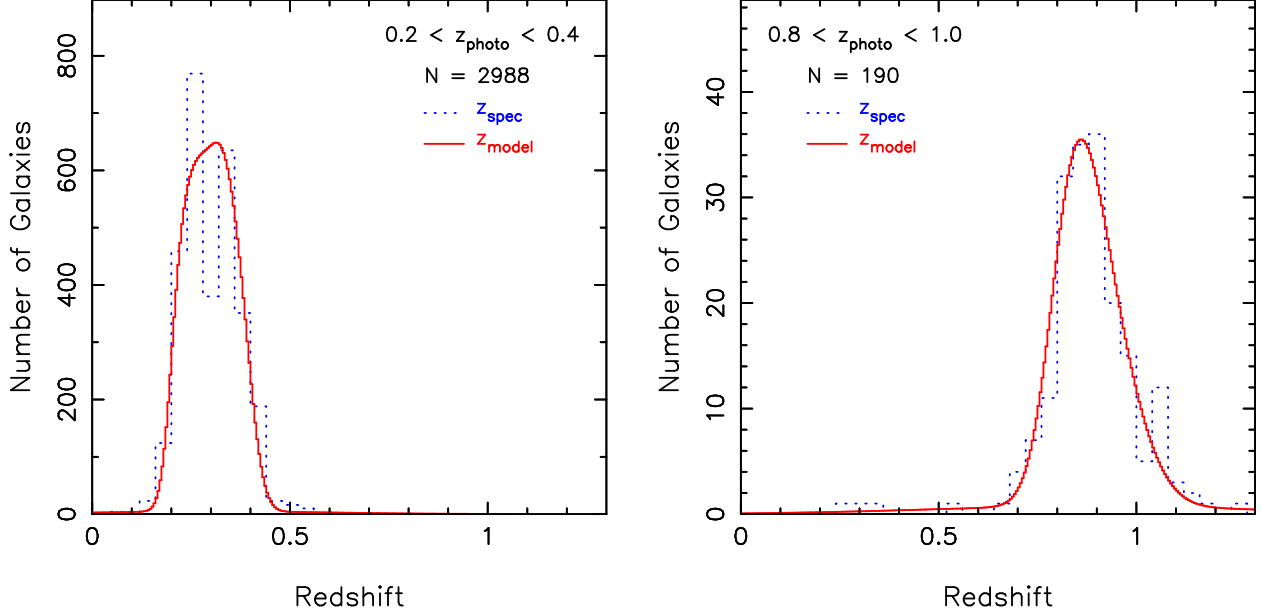 0.2 < z_photo < 0.4
N = 2988
z_spec
z_model
800
600
400
200
0
Number of Galaxies
0 0.5 1
Redshift
0.8 < z_photo < 1.0
N = 190
z_spec
z_model
40
30
20
10
0
Number of Galaxies
0 0.5 1
Redshift